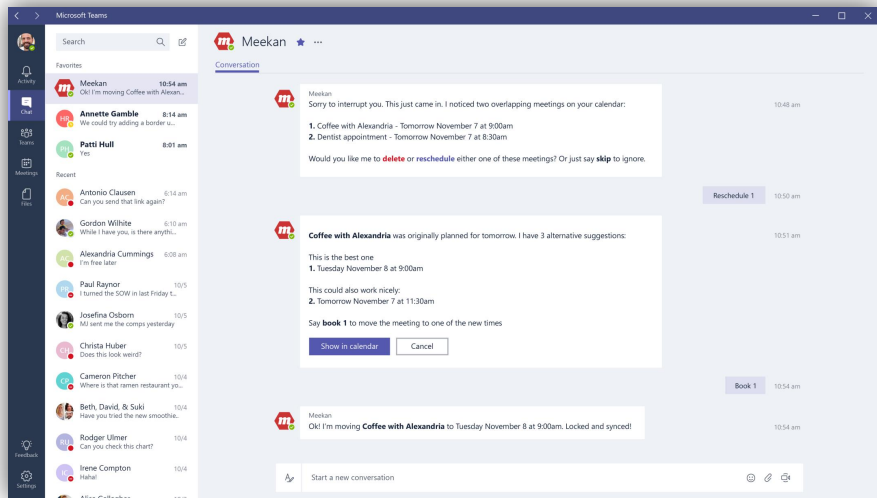 Microsoft Teams
Search
Meekan
Favorites
Conversation
Activity
Meekan 10:54 am
Ok! I'm moving Coffee with Alexan...
Chat
HR
Annette Gamble 8:14 am
We could try adding a border u...
Teams
PH
Patti Hull 8:01 am
Yes
Meetings
Recent
Files
AC
Antonio Clausen 6:14 am
Can you send that link again?
Gordon Wilhite 6:10 am
While I have you, is there anythi...
AC
Alexandria Cummings 6:08 am
I'm free later
PR
Paul Raynor 10/5
I turned the SOW in last Friday t...
Josefina Osborn 10/5
MJ sent me the comps yesterday
CH
Christa Huber 10/5
Does this look weird?
CP
Cameron Pitcher 10/4
Where is that ramen restaurant yo...
Beth, David, & Suki 10/4
Have you tried the new smoothie..
RU
Rodger Ulmer 10/4
Can you check this chart?
IC
Irene Compton 10/4
Haha!
Feedback
Settings
Meekan
Sorry to interrupt you. This just came in. I noticed two overlapping meetings on your calendar: 10:48 am
1. Coffee with Alexandria - Tomorrow November 7 at 9:00am
2. Dentist appointment - Tomorrow November 7 at 8:30am
Would you like me to delete or reschedule either one of these meetings? Or just say skip to ignore.
Reschedule 1 10:50 am
Coffee with Alexandria was originally planned for tomorrow. I have 3 alternative suggestions: 10:51 am
This is the best one
1. Tuesday November 8 at 9:00am
This could also work nicely:
2. Tomorrow November 7 at 11:30am
Say book 1 to move the meeting to one of the new times
Show in calendar Cancel
Book 1 10:54 am
Meekan
Ok! I'm moving Coffee with Alexandria to Tuesday November 8 at 9:00am. Locked and synced! 10:54 am
Start a new conversation